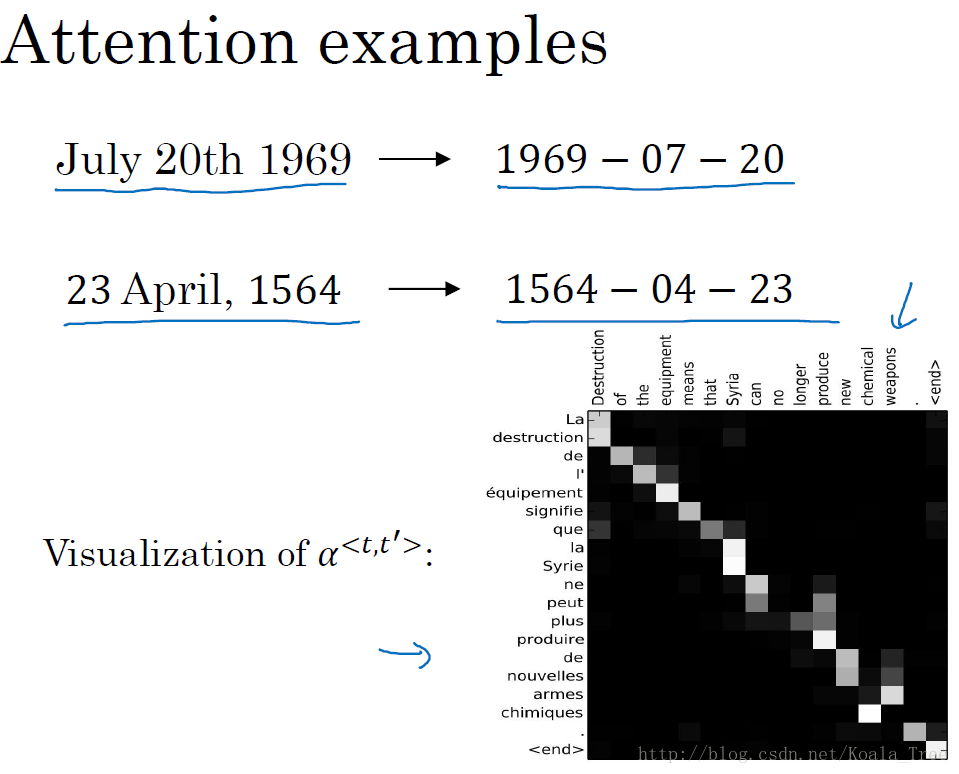 Attention examples
July 20th 1969 → 1969 − 07 − 20
23 April, 1564 → 1564 − 04 − 23
Destruction
of
the
equipment
means
that
Syria
can
no
longer
produce
new
chemical
weapons
.
<end>
La
destruction
de
l'
équipement
signifie
que
la
Syrie
ne
peut
plus
produire
de
nouvelles
armes
chimiques
.
<end>
Visualization of α<t,t′>:
http://blog.csdn.net/Koala_Tree